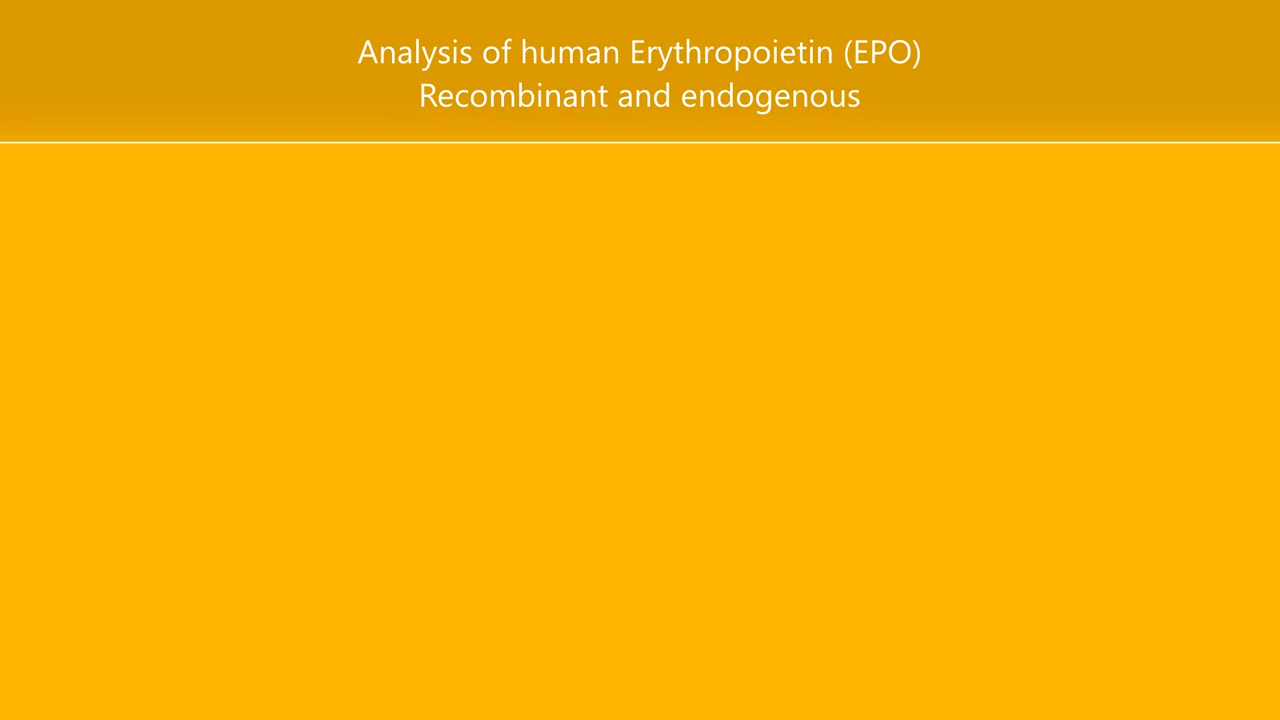 Analysis of human Erythropoietin (EPO)
Recombinant and endogenous